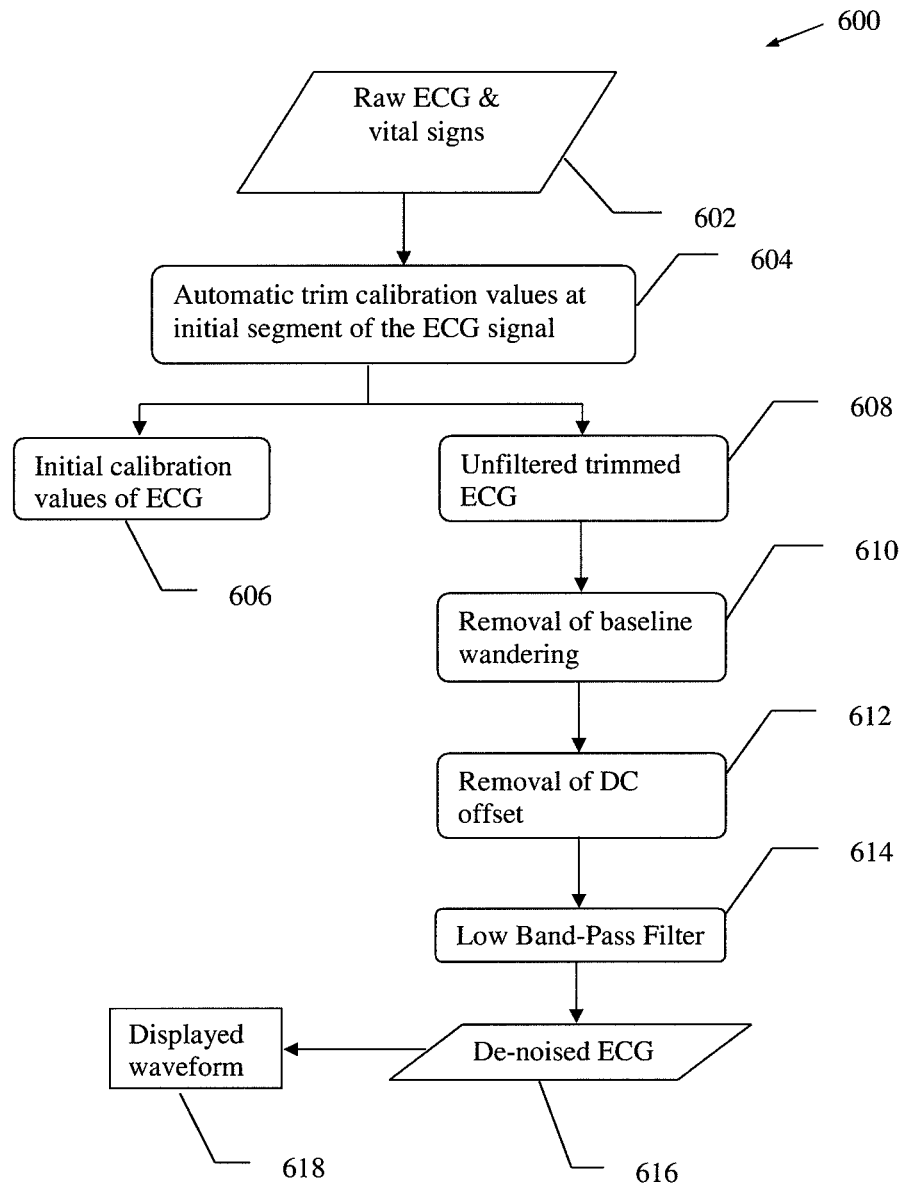 600
Raw ECG &
vital signs
602
604
Automatic trim calibration values at
initial segment of the ECG signal
608
Initial calibration
values of ECG
Unfiltered trimmed
ECG
606
610
Removal of baseline
wandering
612
Removal of DC
offset
614
Low Band-Pass Filter
Displayed
waveform
De-noised ECG
618
616